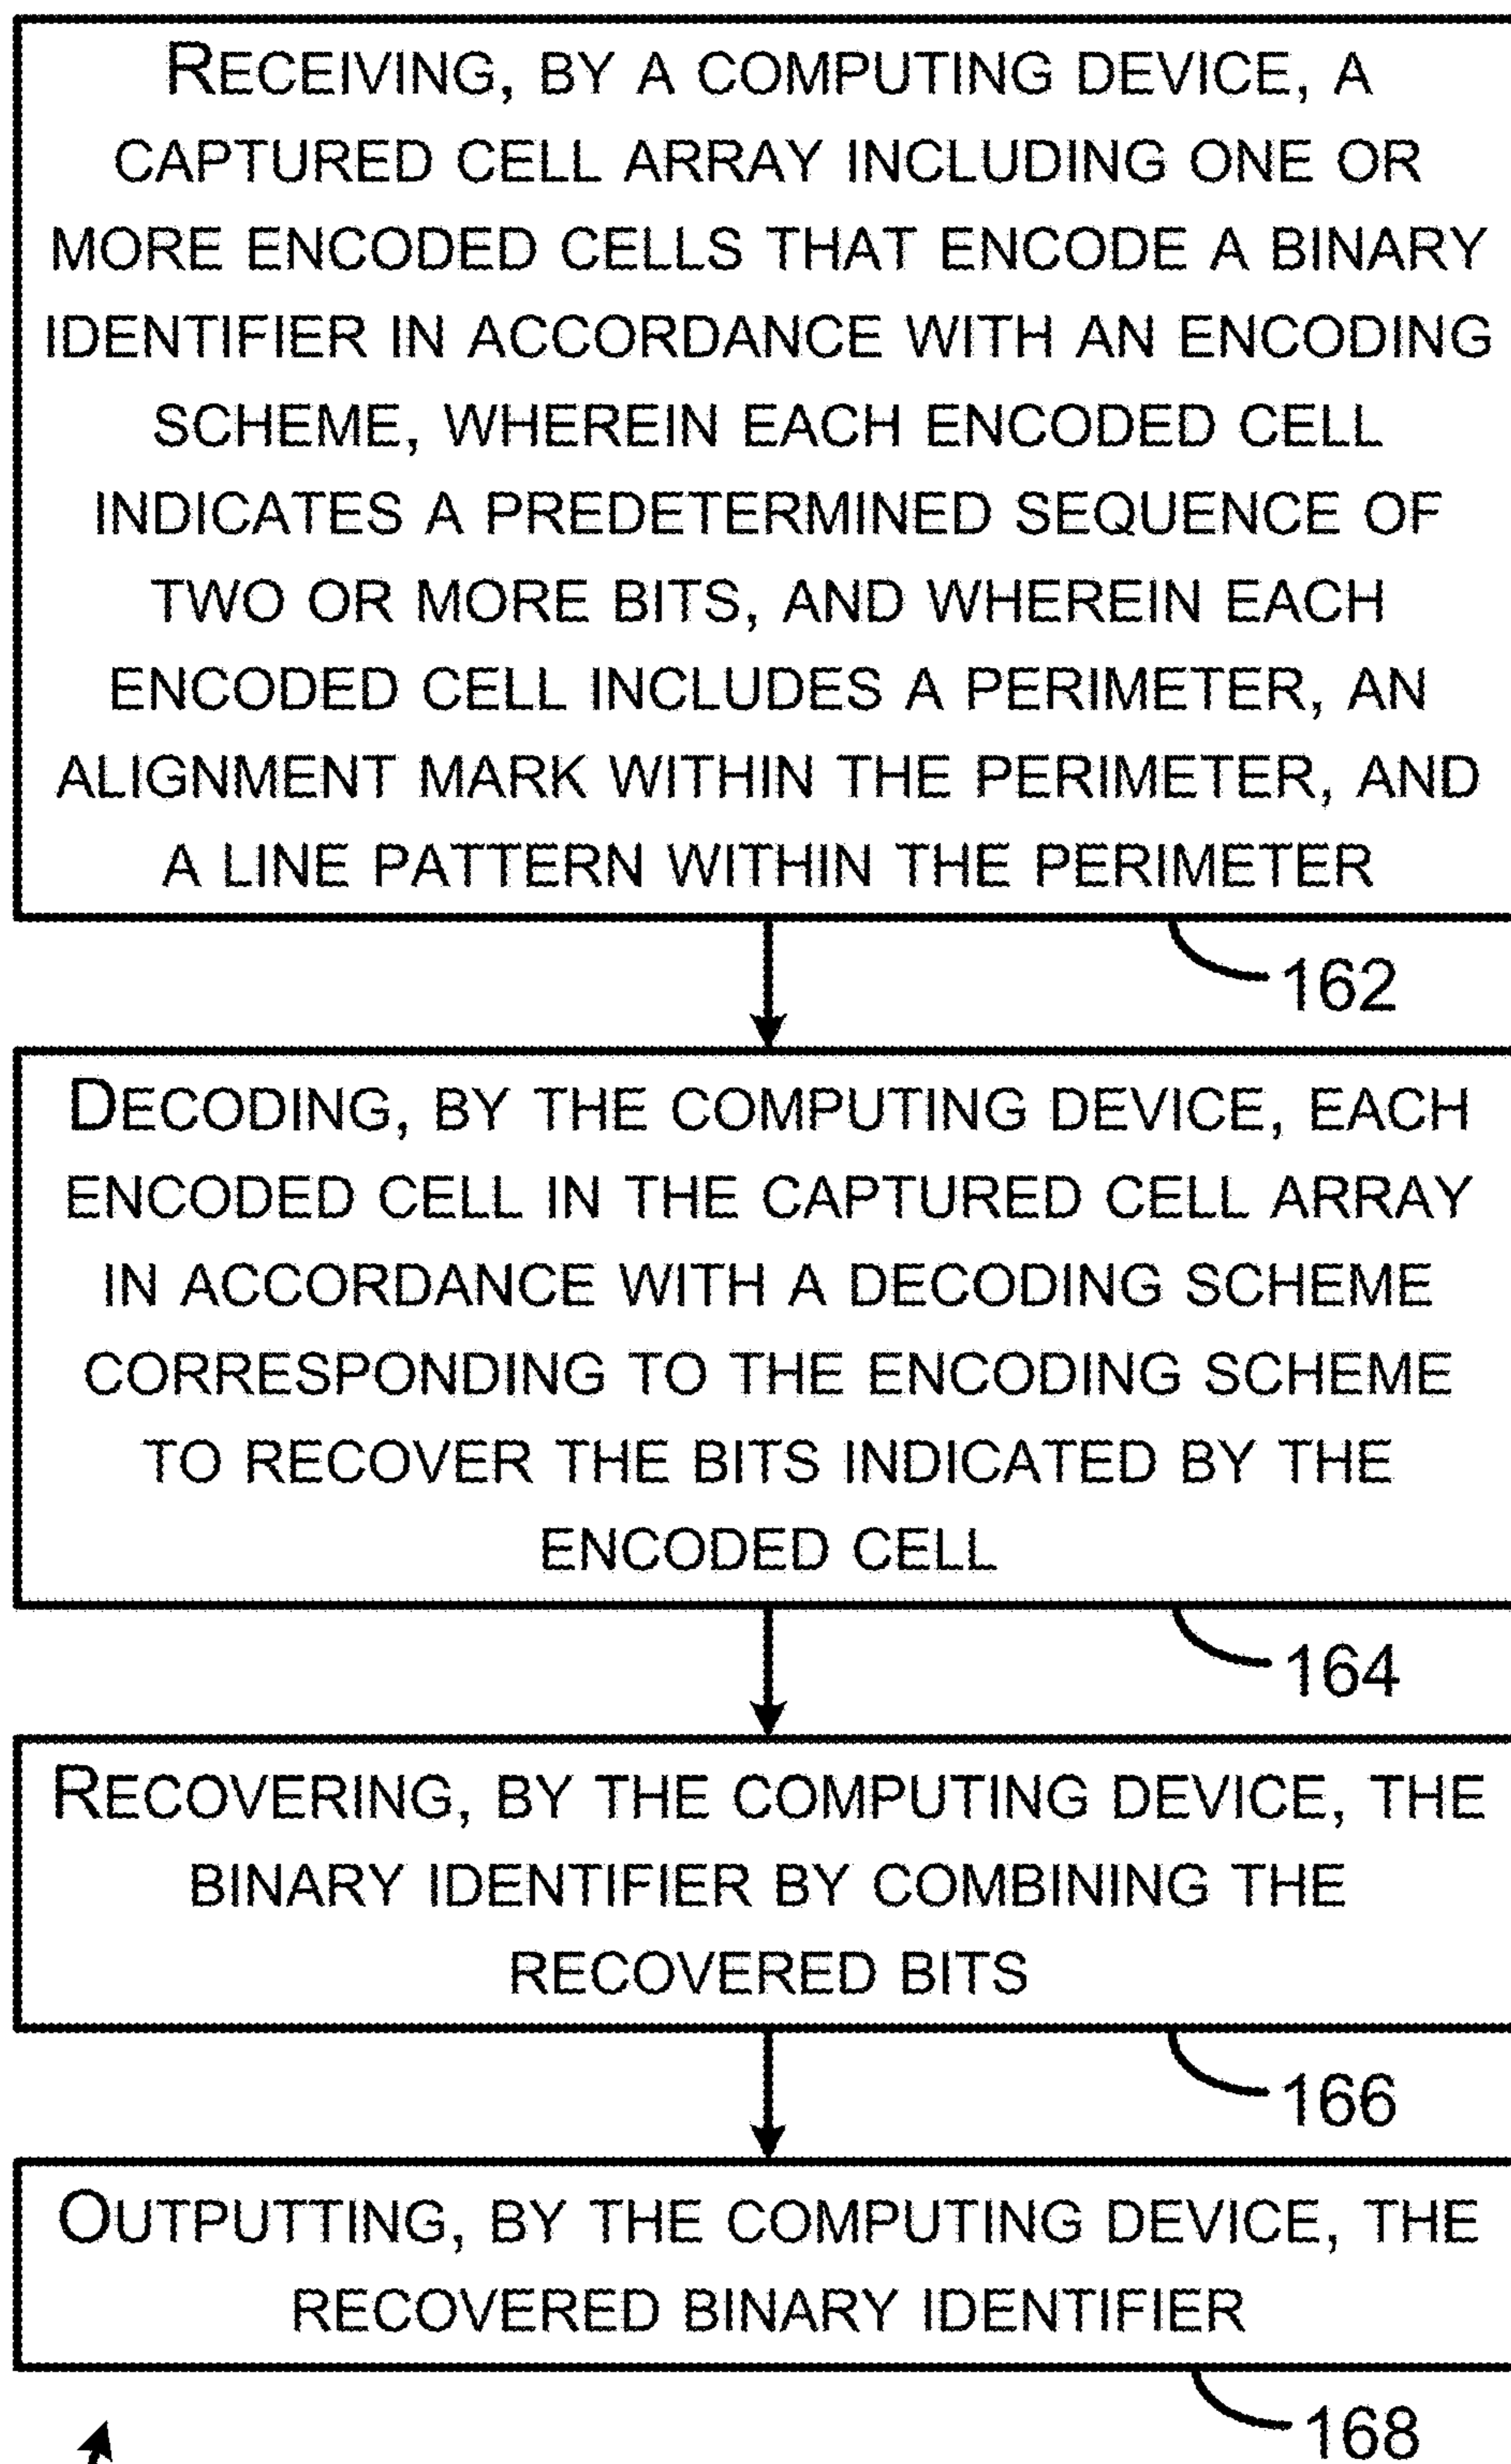 RECEIVING, BY A COMPUTING DEVICE, A
CAPTURED CELL ARRAY INCLUDING ONE OR
MORE ENCODED CELLS THAT ENCODE A BINARY
IDENTIFIER IN ACCORDANCE WITH AN ENCODING
SCHEME, WHEREIN EACH ENCODED CELL
INDICATES A PREDETERMINED SEQUENCE OF
TWO OR MORE BITS, AND WHEREIN EACH
ENCODED CELL INCLUDES A PERIMETER, AN
ALIGNMENT MARK WITHIN THE PERIMETER, AND
A LINE PATTERN WITHIN THE PERIMETER
162
DECODING, BY THE COMPUTING DEVICE, EACH
ENCODED CELL IN THE CAPTURED CELL ARRAY
IN ACCORDANCE WITH A DECODING SCHEME
CORRESPONDING TO THE ENCODING SCHEME
TO RECOVER THE BITS INDICATED BY THE
ENCODED CELL
164
RECOVERING, BY THE COMPUTING DEVICE, THE
BINARY IDENTIFIER BY COMBINING THE
RECOVERED BITS
166
OUTPUTTING, BY THE COMPUTING DEVICE, THE
RECOVERED BINARY IDENTIFIER
168